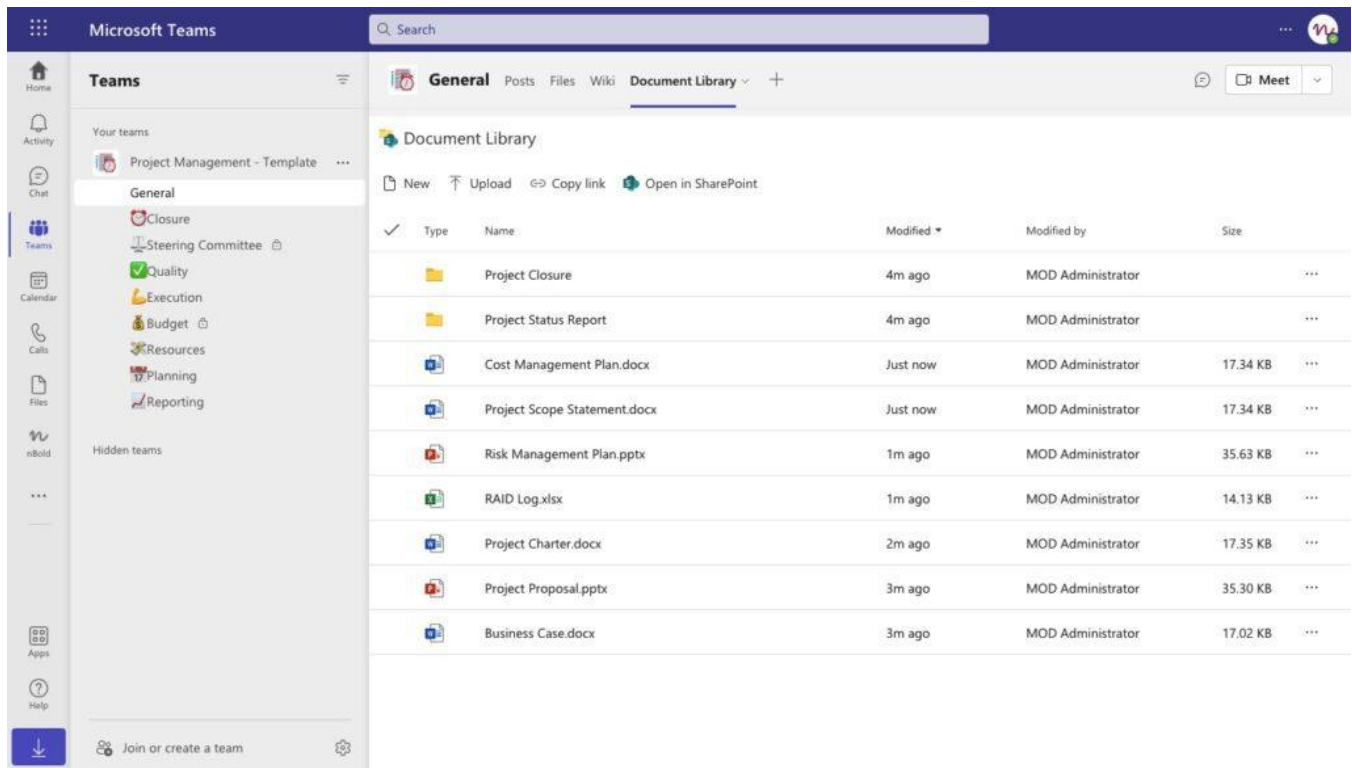 Microsoft Teams
Search
Home
Activity
Chat
Teams
Calendar
Calls
Files
nBold
Apps
Help
Teams
Your teams
Project Management - Template
General
Closure
Steering Committee
Quality
Execution
Budget
Resources
17 Planning
Reporting
Hidden teams
Join or create a team
General Posts Files Wiki Document Library
Meet
Document Library
New Upload Copy link Open in SharePoint
Type Name Modified Modified by Size
Project Closure 4m ago MOD Administrator
Project Status Report 4m ago MOD Administrator
Cost Management Plan.docx Just now MOD Administrator 17.34 KB
Project Scope Statement.docx Just now MOD Administrator 17.34 KB
Risk Management Plan.pptx 1m ago MOD Administrator 35.63 KB
RAID Log.xlsx 1m ago MOD Administrator 14.13 KB
Project Charter.docx 2m ago MOD Administrator 17.35 KB
Project Proposal.pptx 3m ago MOD Administrator 35.30 KB
Business Case.docx 3m ago MOD Administrator 17.02 KB